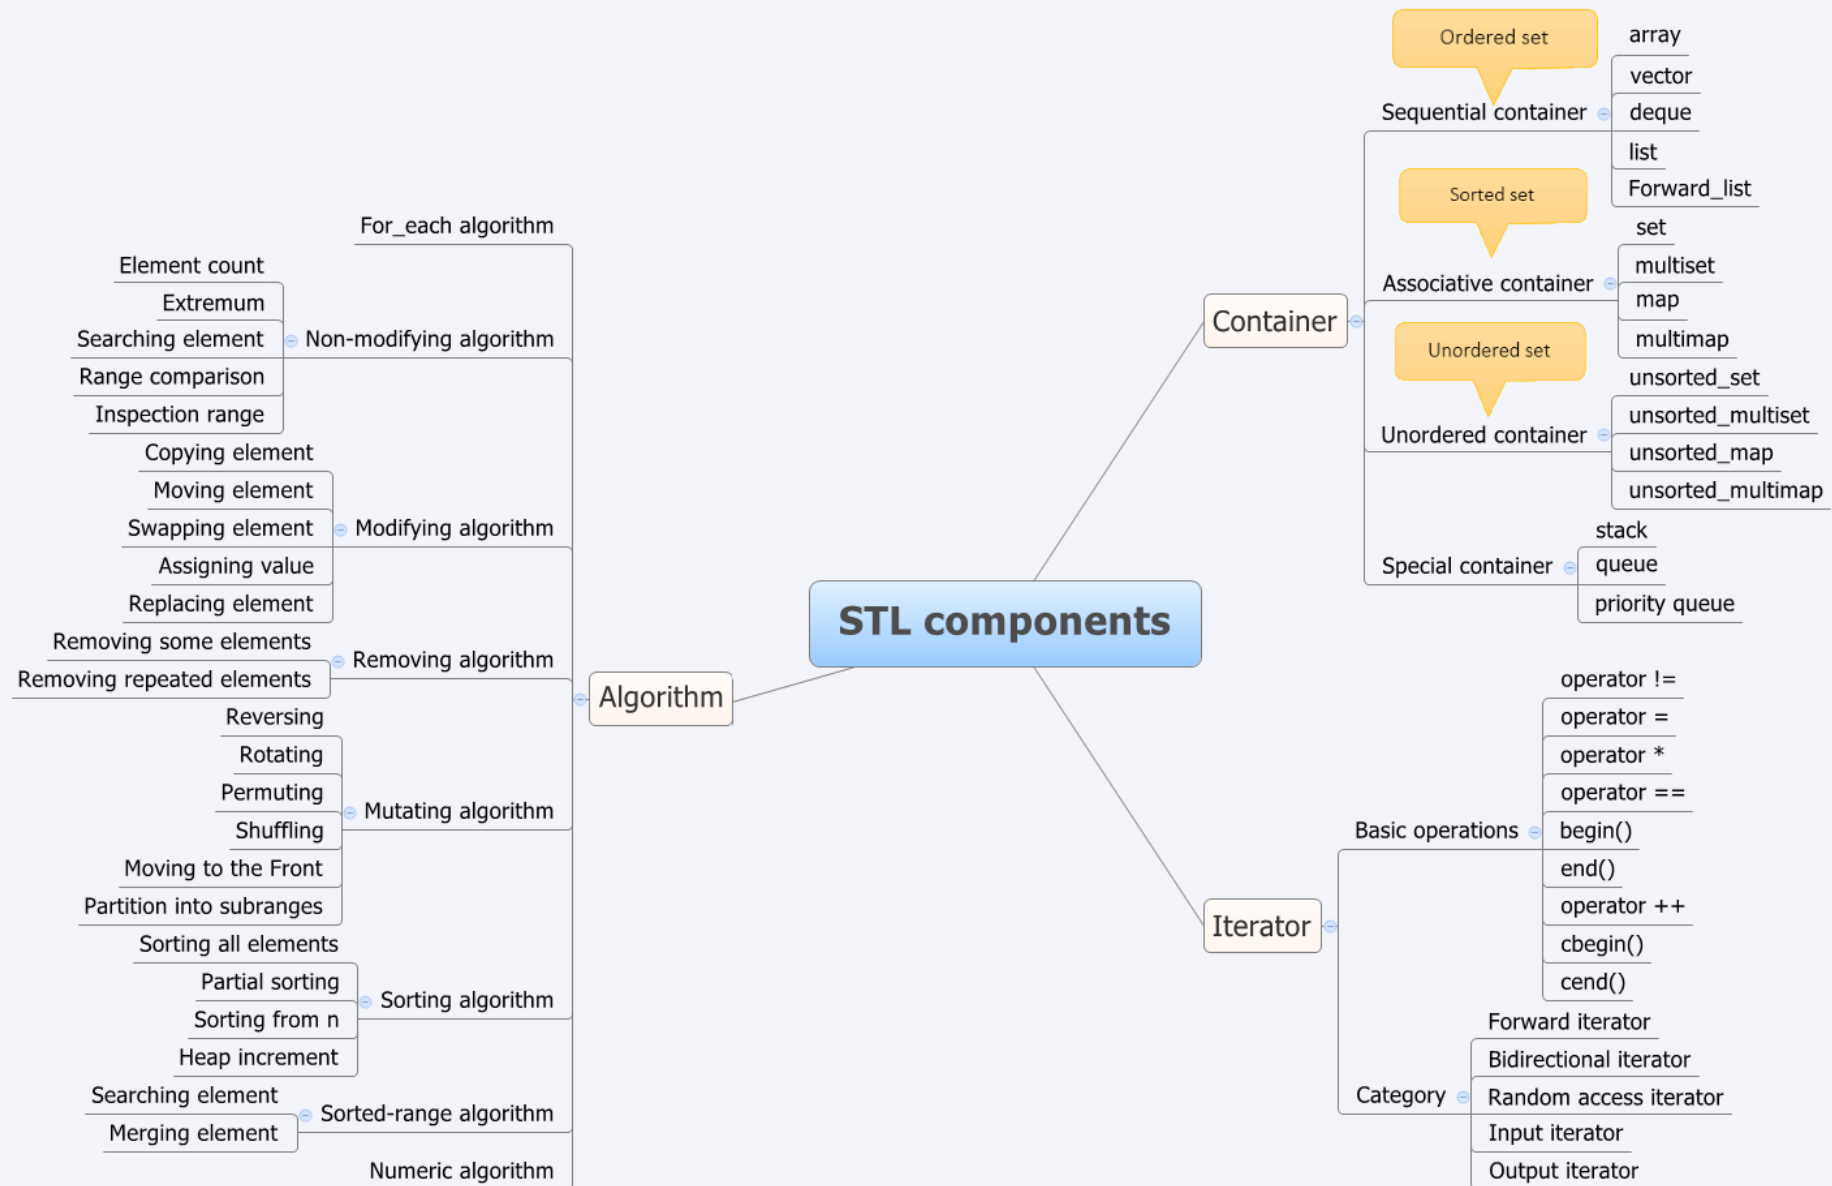 STL components
Container
Ordered set
Sequential container
array
vector
deque
list
Forward_list
Sorted set
Associative container
set
multiset
map
multimap
Unordered set
Unordered container
unsorted_set
unsorted_multiset
unsorted_map
unsorted_multimap
Special container
stack
queue
priority queue
Iterator
Basic operations
operator !=
operator =
operator *
operator ==
begin()
end()
operator ++
cbegin()
cend()
Category
Forward iterator
Bidirectional iterator
Random access iterator
Input iterator
Output iterator
Algorithm
For_each algorithm
Non-modifying algorithm
Element count
Extremum
Searching element
Range comparison
Inspection range
Modifying algorithm
Copying element
Moving element
Swapping element
Assigning value
Replacing element
Removing algorithm
Removing some elements
Removing repeated elements
Mutating algorithm
Reversing
Rotating
Permuting
Shuffling
Moving to the Front
Partition into subranges
Sorting algorithm
Sorting all elements
Partial sorting
Sorting from n
Heap increment
Sorted-range algorithm
Searching element
Merging element
Numeric algorithm